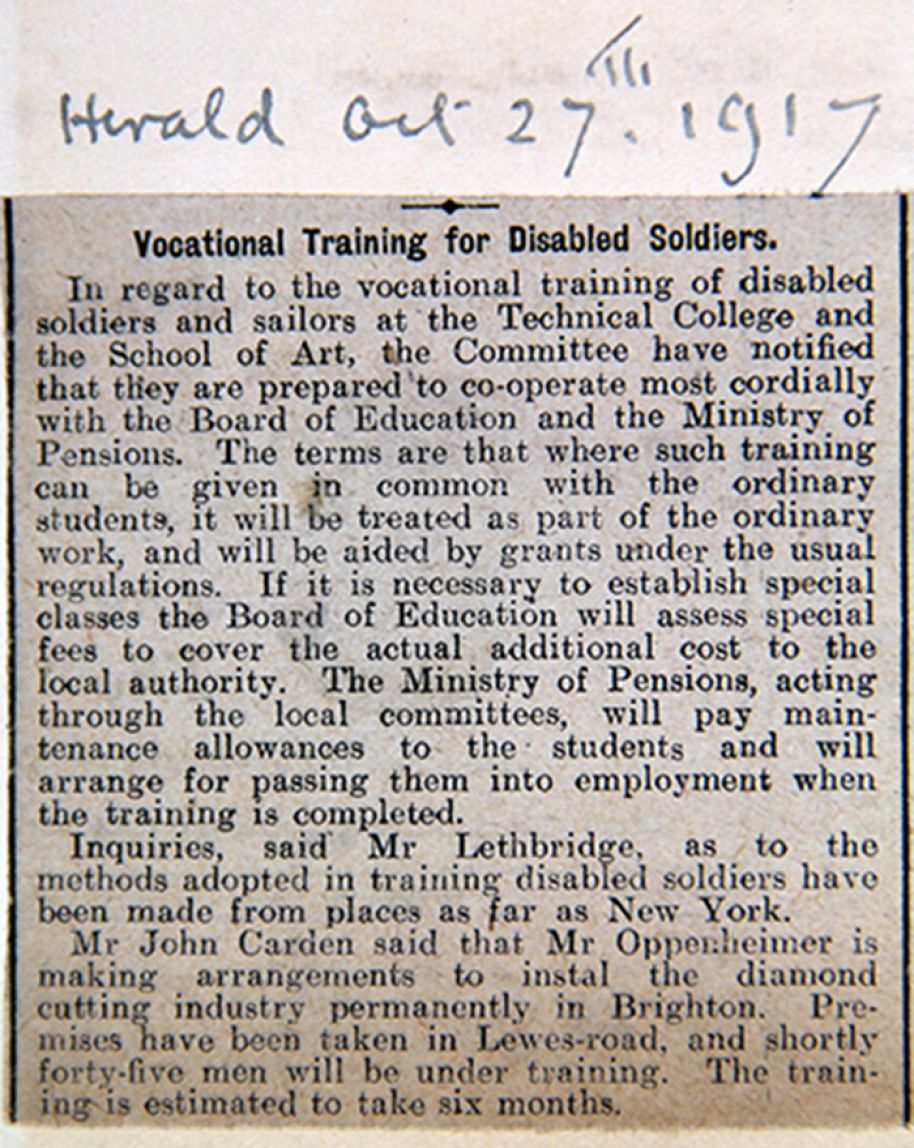 Herald Oct 27th. 1917
Vocational Training for Disabled Soldiers.
In regard to the vocational training of disabled
soldiers and sailors at the Technical College and
the School of Art, the Committee have notified
that they are prepared to co-operate most cordially
with the Board of Education and the Ministry of
Pensions. The terms are that where such training
can be given in common with the ordinary
students, it will be treated as part of the ordinary
work, and will be aided by grants under the usual
regulations. If it is necessary to establish special
classes the Board of Education will assess special
fees to cover the actual additional cost to the
local authority. The Ministry of Pensions, acting
through the local committees, will pay main-
tenance allowances to the students and will
arrange for passing them into employment when
the training is completed.
Inquiries, said Mr Lethbridge, as to the
methods adopted in training disabled soldiers have
been made from places as far as New York.
Mr John Carden said that Mr Oppenheimer is
making arrangements to instal the diamond
cutting industry permanently in Brighton. Pre-
mises have been taken in Lewes-road, and shortly
forty-five men will be under training. The train-
ing is estimated to take six months.